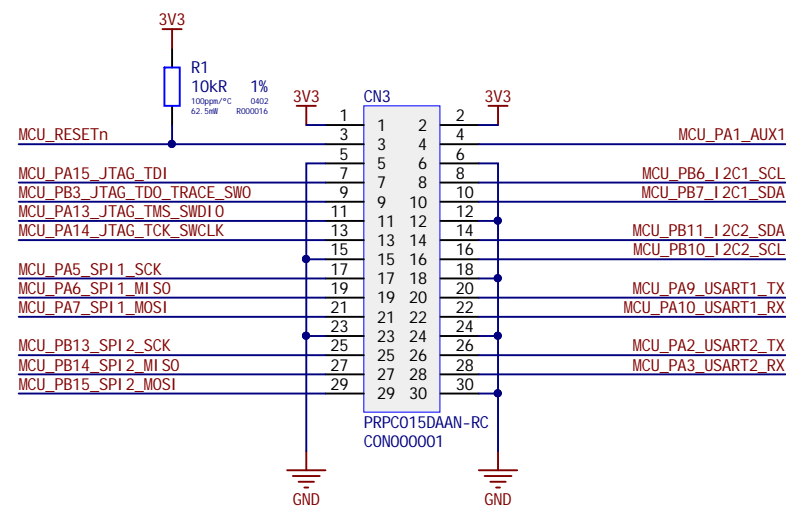 3V3
R1
10kR 1%
100ppm/°C 0402
62.5mW R000016
3V3 CN3 3V3
1 1 2 2
MCU_RESETn 3 3 4 4 MCU_PA1_AUX1
5 5 6 6
MCU_PA15_JTAG_TDI 7 7 8 8 MCU_PB6_I2C1_SCL
MCU_PB3_JTAG_TDO_TRACE_SWO 9 9 10 10 MCU_PB7_I2C1_SDA
MCU_PA13_JTAG_TMS_SWDIO 11 11 12 12
MCU_PA14_JTAG_TCK_SWCLK 13 13 14 14 MCU_PB11_I2C2_SDA
15 15 16 16 MCU_PB10_I2C2_SCL
MCU_PA5_SPI1_SCK 17 17 18 18
MCU_PA6_SPI1_MISO 19 19 20 20 MCU_PA9_USART1_TX
MCU_PA7_SPI1_MOSI 21 21 22 22 MCU_PA10_USART1_RX
23 23 24 24
MCU_PB13_SPI2_SCK 25 25 26 26 MCU_PA2_USART2_TX
MCU_PB14_SPI2_MISO 27 27 28 28 MCU_PA3_USART2_RX
MCU_PB15_SPI2_MOSI 29 29 30 30
PRPC015DAAN-RC
CON000001
GND GND